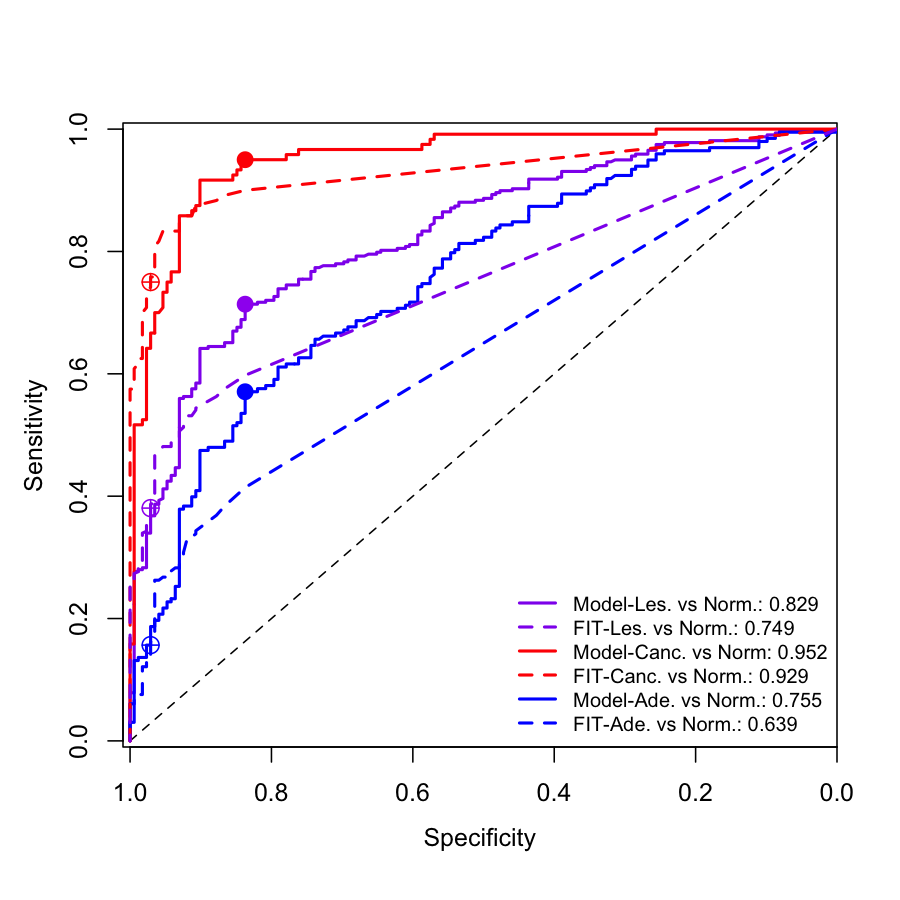 1.0
0.8
0.6
0.4
0.2
0.0
Sensitivity
Model-Les. vs Norm.: 0.829
FIT-Les. vs Norm.: 0.749
Model-Canc. vs Norm: 0.952
FIT-Canc. vs Norm.: 0.929
Model-Ade. vs Norm.: 0.755
FIT-Ade. vs Norm.: 0.639
1.0 0.8 0.6 0.4 0.2 0.0
Specificity